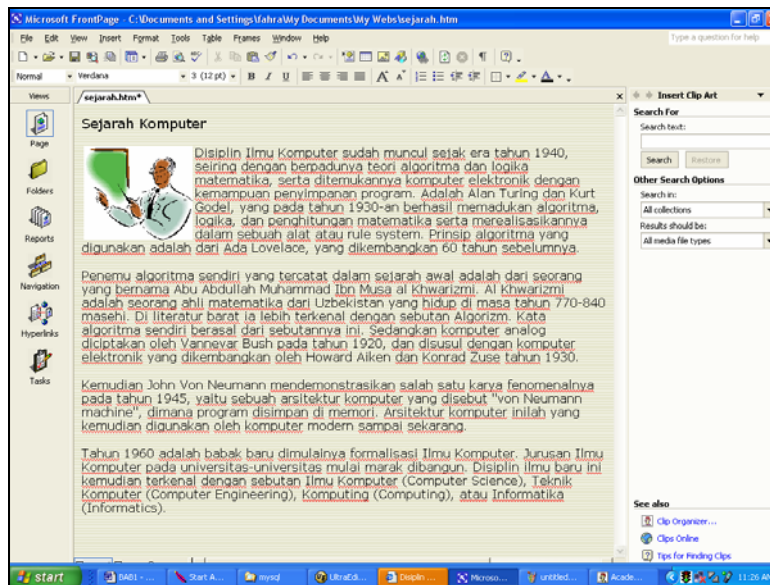 Microsoft FrontPage - C:\Documents and Settings\fahra\My Documents\My Webs\sejarah.htm
File Edit View Insert Format Tools Table Frames Window Help
Type a question for help
Normal Verdana 3 (12 pt) B I U A A A
Views
/sejarah.htm*\
Insert Clip Art
Page
Folders
Reports
Navigation
Hyperlinks
Tasks
Sejarah Komputer
Disiplin Ilmu Komputer sudah muncul sejak era tahun 1940,
seiring dengan berpadunya teori algoritma dan logika
matematika, serta ditemukannya komputer elektronik dengan
kemampuan penyimpanan program. Adalah Alan Turing dan Kurt
Godel, yang pada tahun 1930-an berhasil memadukan algoritma,
logika, dan penghitungan matematika serta merealisasikannya
dalam sebuah alat atau rule system. Prinsip algoritma yang
digunakan adalah dari Ada Lovelace, yang dikembangkan 60 tahun sebelumnya.
Penemu algoritma sendiri yang tercatat dalam sejarah awal adalah dari seorang
yang bernama Abu Abdullah Muhammad Ibn Musa al Khwarizmi. Al Khwarizmi
adalah seorang ahli matematika dari Uzbekistan yang hidup di masa tahun 770-840
masehi. Di literatur barat ia lebih terkenal dengan sebutan Algorizm. Kata
algoritma sendiri berasal dari sebutannya ini. Sedangkan komputer analog
diciptakan oleh Vannevar Bush pada tahun 1920, dan disusul dengan komputer
elektronik yang dikembangkan oleh Howard Aiken dan Konrad Zuse tahun 1930.
Kemudian John Von Neumann mendemonstrasikan salah satu karya fenomenalnya
pada tahun 1945, yaitu sebuah arsitektur komputer yang disebut "von Neumann
machine", dimana program disimpan di memori. Arsitektur komputer inilah yang
kemudian digunakan oleh komputer modern sampai sekarang.
Tahun 1960 adalah babak baru dimulainya formalisasi Ilmu Komputer. Jurusan Ilmu
Komputer pada universitas-universitas mulai marak dibangun. Disiplin ilmu baru ini
kemudian terkenal dengan sebutan Ilmu Komputer (Computer Science), Teknik
Komputer (Computer Engineering), Komputing (Computing), atau Informatika
(Informatics).
Search For
Search text:
Search Restore
Other Search Options
Search in:
All collections
Results should be:
All media file types
See also
Clip Organizer...
Clips Online
Tips for Finding Clips
start BAB1 - ... Start A... mysql UltraEdi... Displin ... Microso... untitled... Acade... 11:26 AM